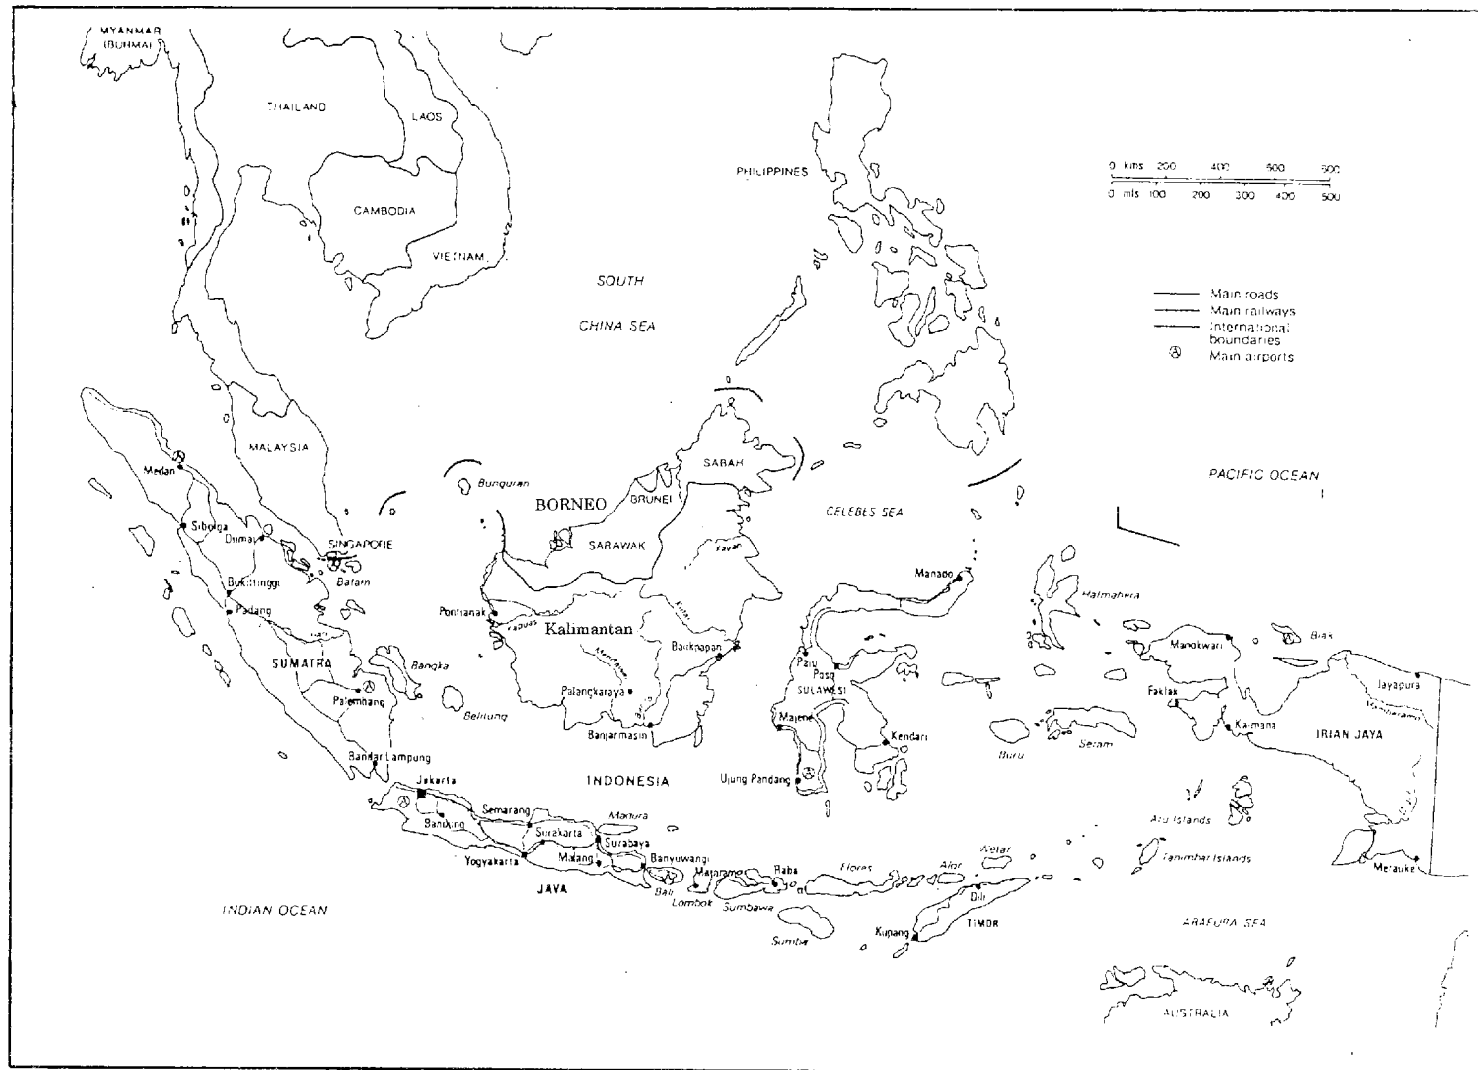 MYANMAR
(BURMA)
THAILAND
LAOS
CAMBODIA
VIETNAM
PHILIPPINES
0 kms 200 400 600
0 mls 100 200 300 400 500
SOUTH
CHINA SEA
Main roads
Main railways
International
boundaries
Main airports
MALAYSIA
Medan
Sibolga
Dumai
SINGAPORE
Batam
Bukittinggi
Padang
SUMATRA
Bangka
Palembang
Belitung
Bandar Lampung
Bunguran
BORNEO
BRUNEI
SABAH
SARAWAK
CELEBES SEA
PACIFIC OCEAN
Pontianak
Kapuas
Kalimantan
Balikpapan
Palangkaraya
Banjarmasin
Manado
Halmahera
Palu
Poso
SULAWESI
Majene
Kendari
Ujung Pandang
Buru
Seram
Manokwari
Biak
Fakfak
Kaimana
Jayapura
IRIAN JAYA
INDONESIA
Jakarta
Bandung
Semarang
Madura
Surakarta
Surabaya
Yogyakarta
Malang
Banyuwangi
JAVA
Bali
Mataram
Lombok
Raba
Sumbawa
Flores
Alor
Wetar
Sumba
Dili
Kupang
TIMOR
Aru Islands
Tanimbar Islands
Merauke
INDIAN OCEAN
ARAFURA SEA
AUSTRALIA